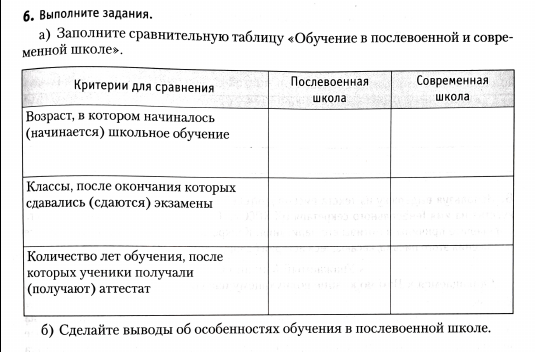 6. Выполните задания.
а) Заполните сравнительную таблицу «Обучение в послевоенной и совре-
менной школе».
Критерии для сравнения
Послевоенная
школа
Современная
школа
Возраст, в котором начиналось
(начинается) школьное обучение
Классы, после окончания которых
сдавались (сдаются) экзамены
Количество лет обучения, после
которых ученики получали
(получают) аттестат
б) Сделайте выводы об особенностях обучения в послевоенной школе.